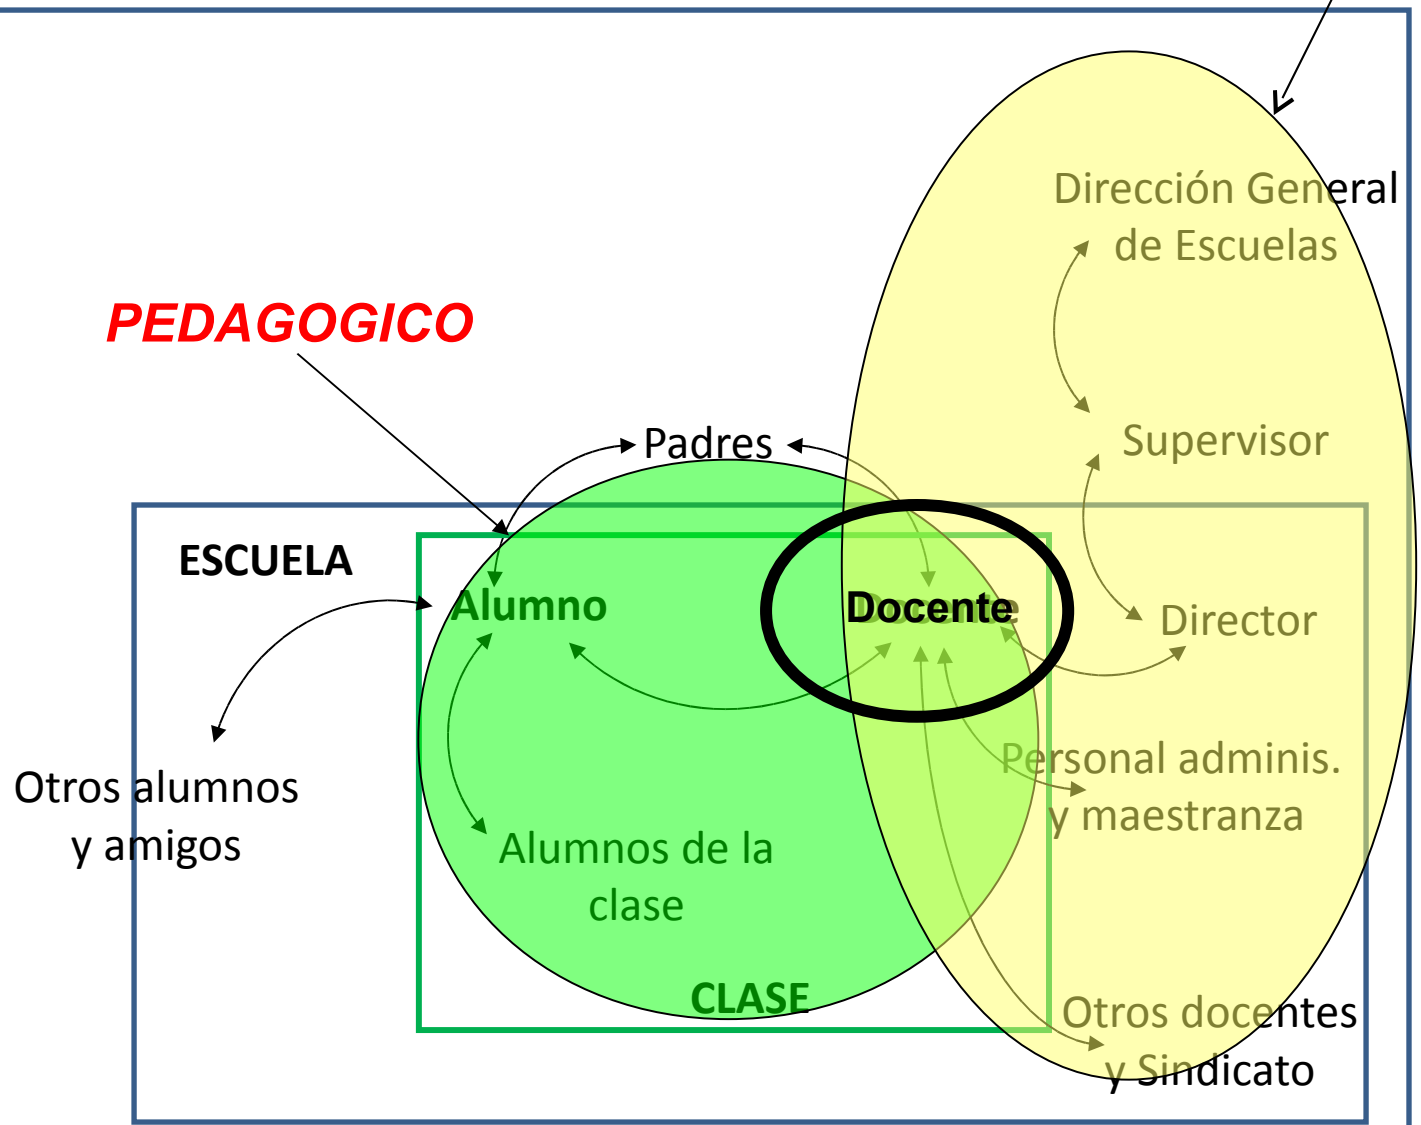 Dirección General
de Escuelas
PEDAGOGICO
Padres
Supervisor
ESCUELA
Alumno
Docente
Director
Otros alumnos
y amigos
Personal adminis.
y maestranza
Alumnos de la
clase
CLASE
Otros docentes
y Sindicato